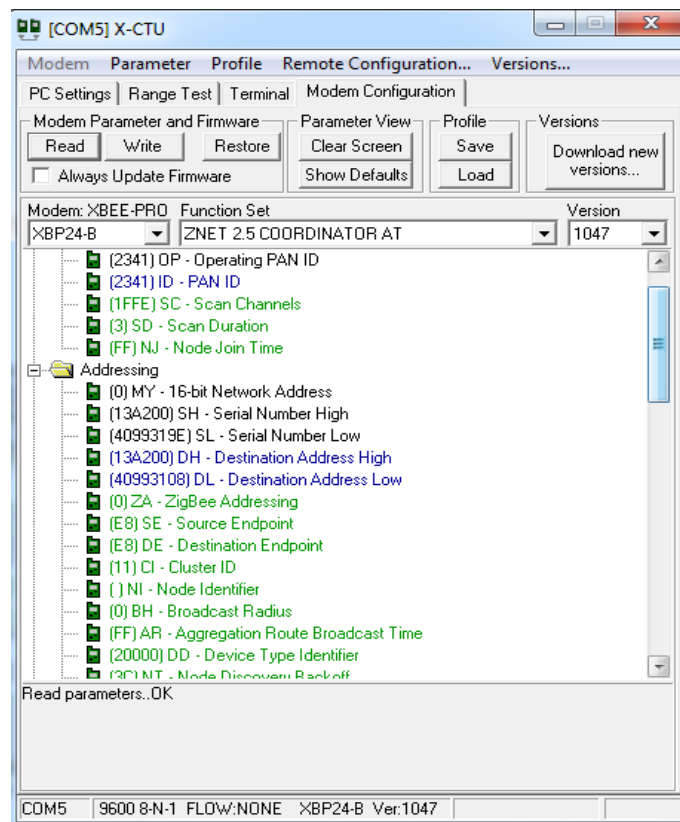 [COM5] X-CTU
Modem Parameter Profile Remote Configuration... Versions...
PC Settings Range Test Terminal Modem Configuration
Modem Parameter and Firmware Parameter View Profile Versions
Read Write Restore Clear Screen Save Download new versions...
Always Update Firmware Show Defaults Load
Modem: XBEE-PRO Function Set Version
XBP24-B ZNET 2.5 COORDINATOR AT 1047
(2341) OP - Operating PAN ID
(2341) ID - PAN ID
(1FFE) SC - Scan Channels
(3) SD - Scan Duration
(FF) NJ - Node Join Time
Addressing
(0) MY - 16-bit Network Address
(13A200) SH - Serial Number High
(4099319E) SL - Serial Number Low
(13A200) DH - Destination Address High
(40993108) DL - Destination Address Low
(0) ZA - ZigBee Addressing
(E8) SE - Source Endpoint
(E8) DE - Destination Endpoint
(11) CI - Cluster ID
( ) NI - Node Identifier
(0) BH - Broadcast Radius
(FF) AR - Aggregation Route Broadcast Time
(20000) DD - Device Type Identifier
(3C) NT - Node Discovery Backoff
Read parameters..OK
COM5 9600 8-N-1 FLOW:NONE XBP24-B Ver:1047